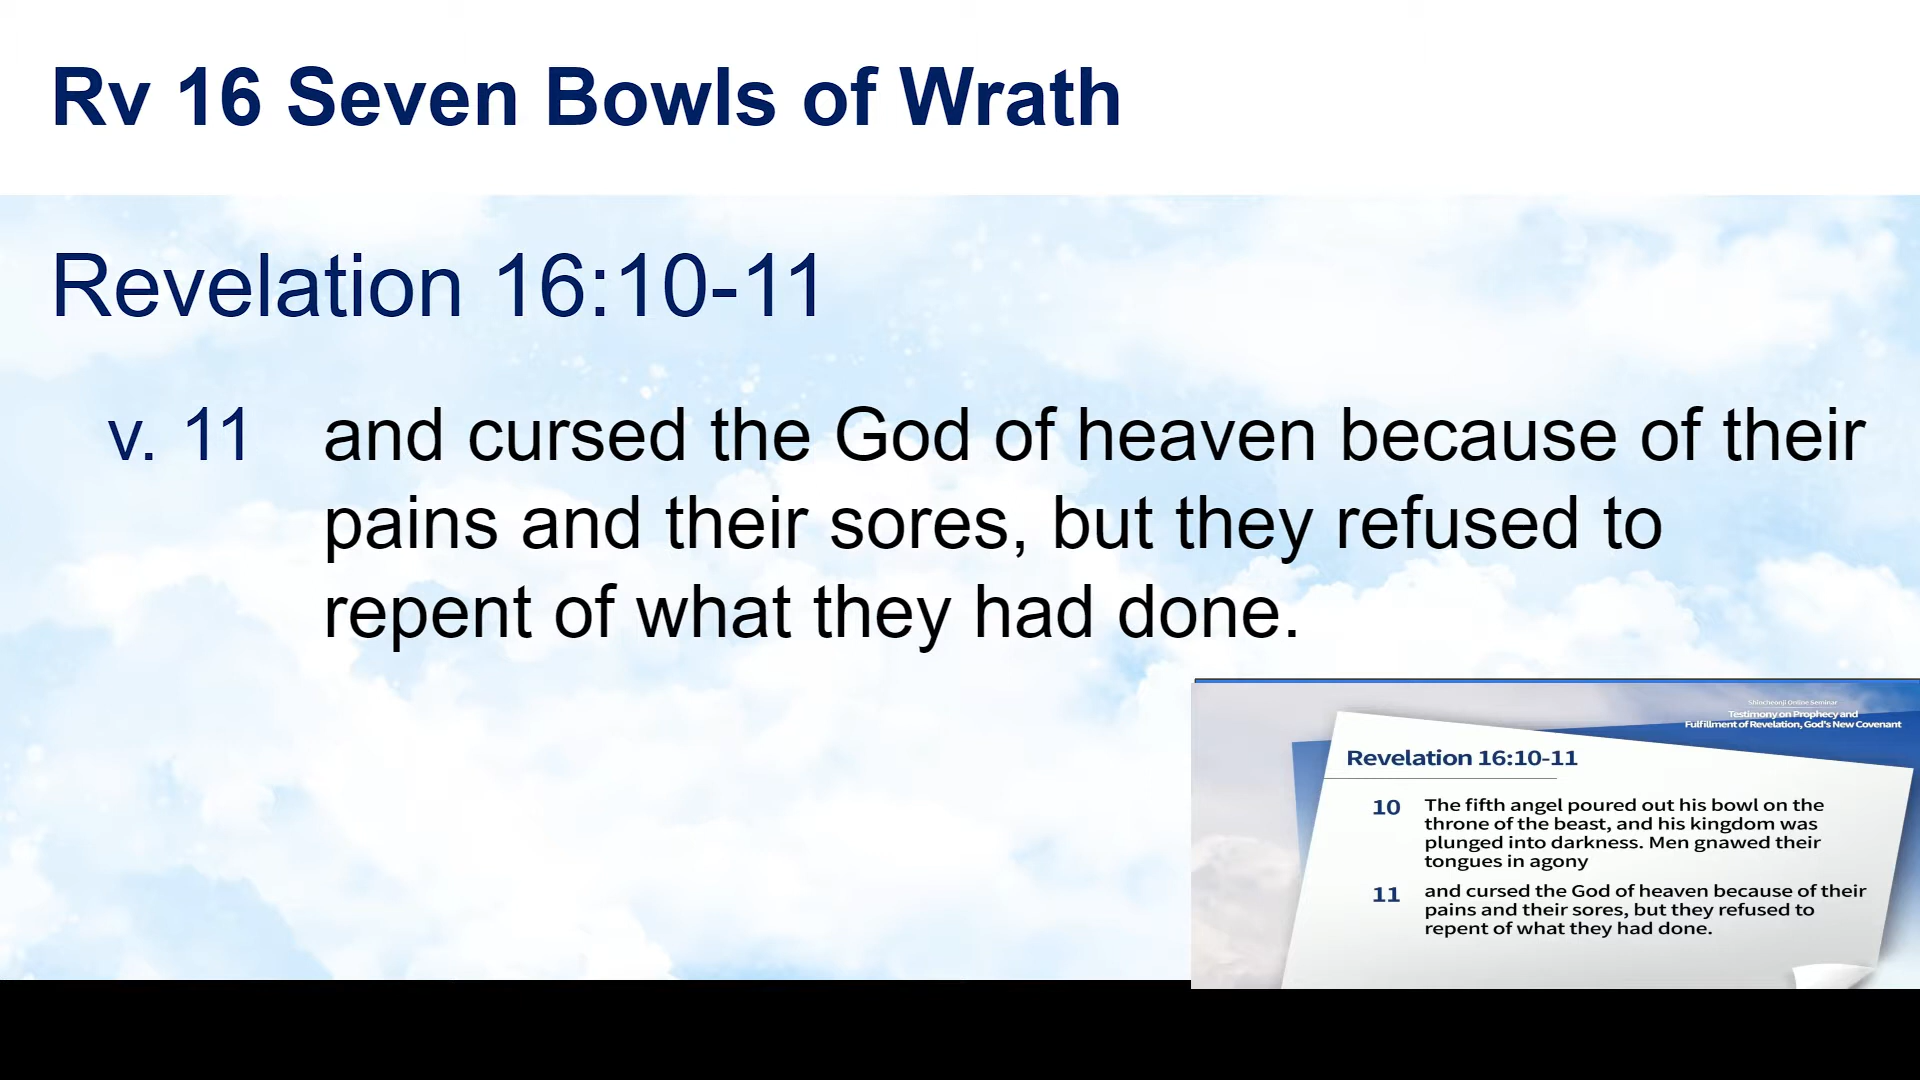 Rv 16 Seven Bowls of Wrath
Revelation 16:10-11
v. 11 and cursed the God of heaven because of their
pains and their sores, but they refused to
repent of what they had done.
Shincheonji Online Seminar
Testimony on Prophecy and
Fulfillment of Revelation, God's New Covenant
Revelation 16:10-11
10 The fifth angel poured out his bowl on the
throne of the beast, and his kingdom was
plunged into darkness. Men gnawed their
tongues in agony
11 and cursed the God of heaven because of their
pains and their sores, but they refused to
repent of what they had done.